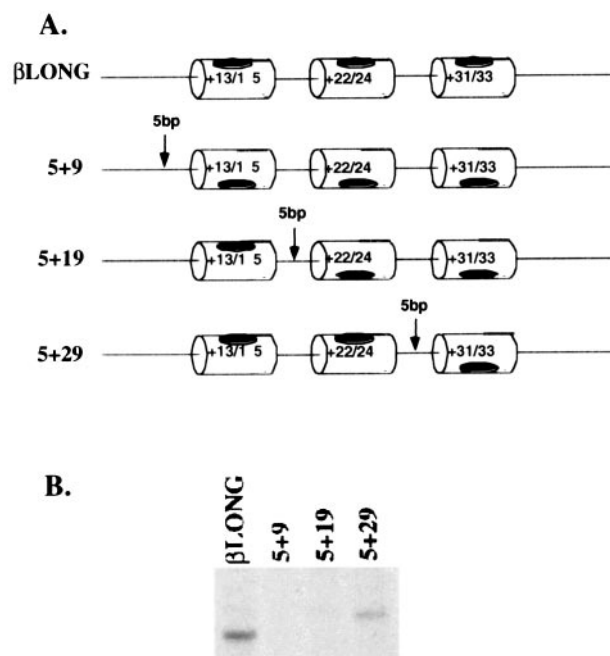 A.
βLONG
+13/1 5 +22/24 +31/33
5bp
5+9
+13/1 5 +22/24 +31/33
5bp
5+19
+13/1 5 +22/24 +31/33
5bp
5+29
+13/1 5 +22/24 +31/33
B.
βLONG
5+9
5+19
5+29